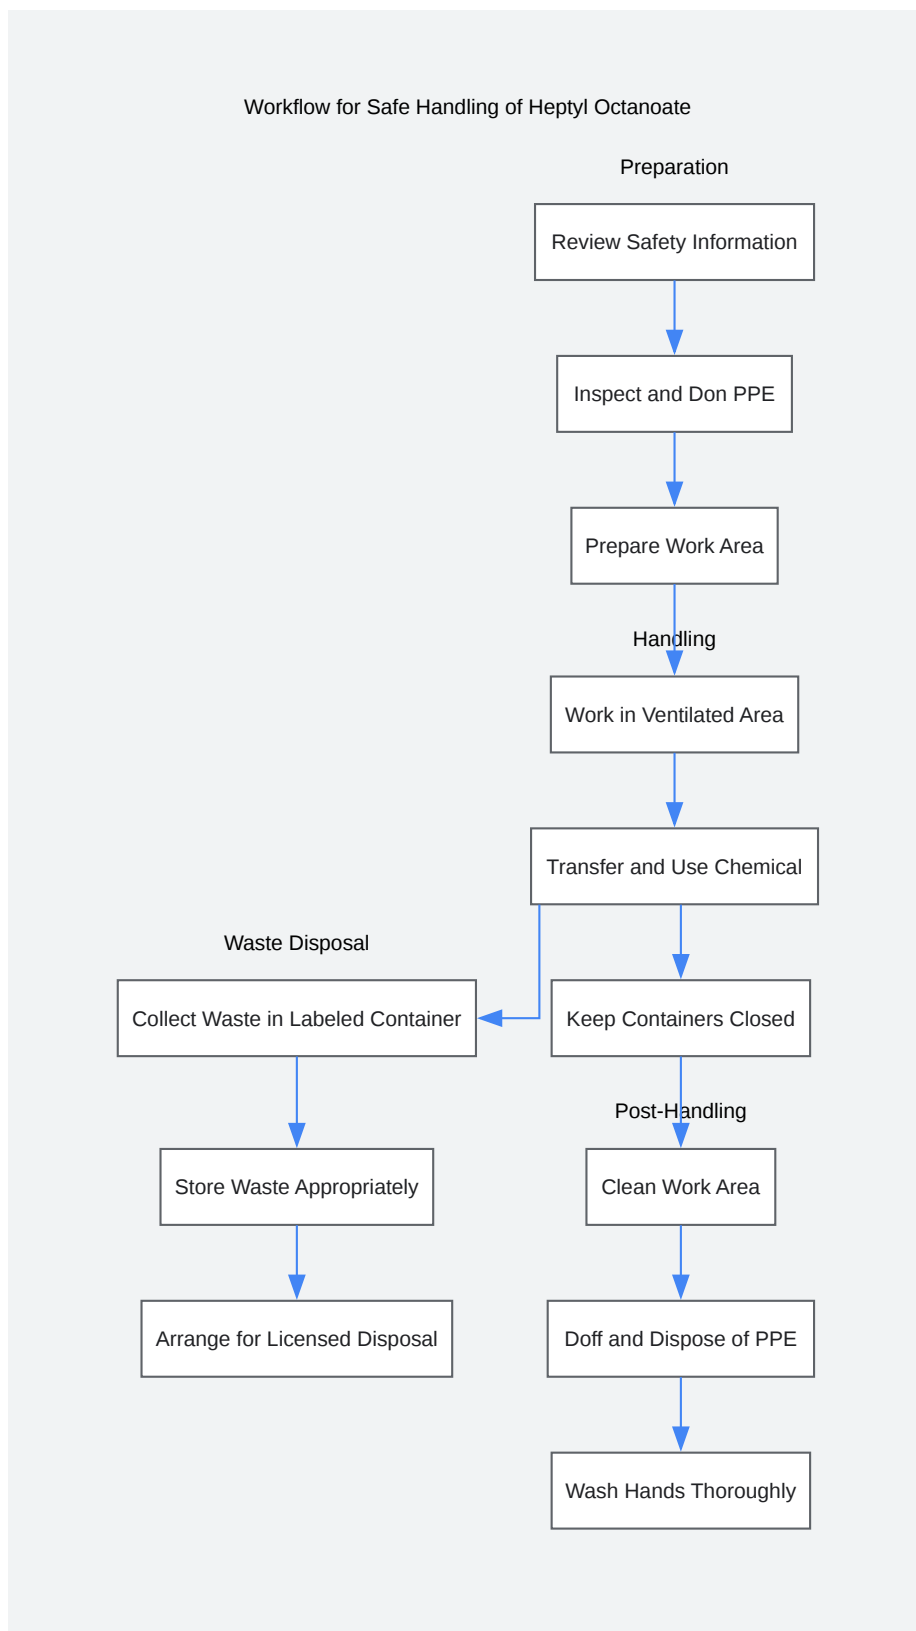 Workflow for Safe Handling of Heptyl Octanoate
Preparation
Review Safety Information
Inspect and Don PPE
Prepare Work Area
Handling
Work in Ventilated Area
Transfer and Use Chemical
Waste Disposal
Collect Waste in Labeled Container
Keep Containers Closed
Post-Handling
Store Waste Appropriately
Clean Work Area
Arrange for Licensed Disposal
Doff and Dispose of PPE
Wash Hands Thoroughly